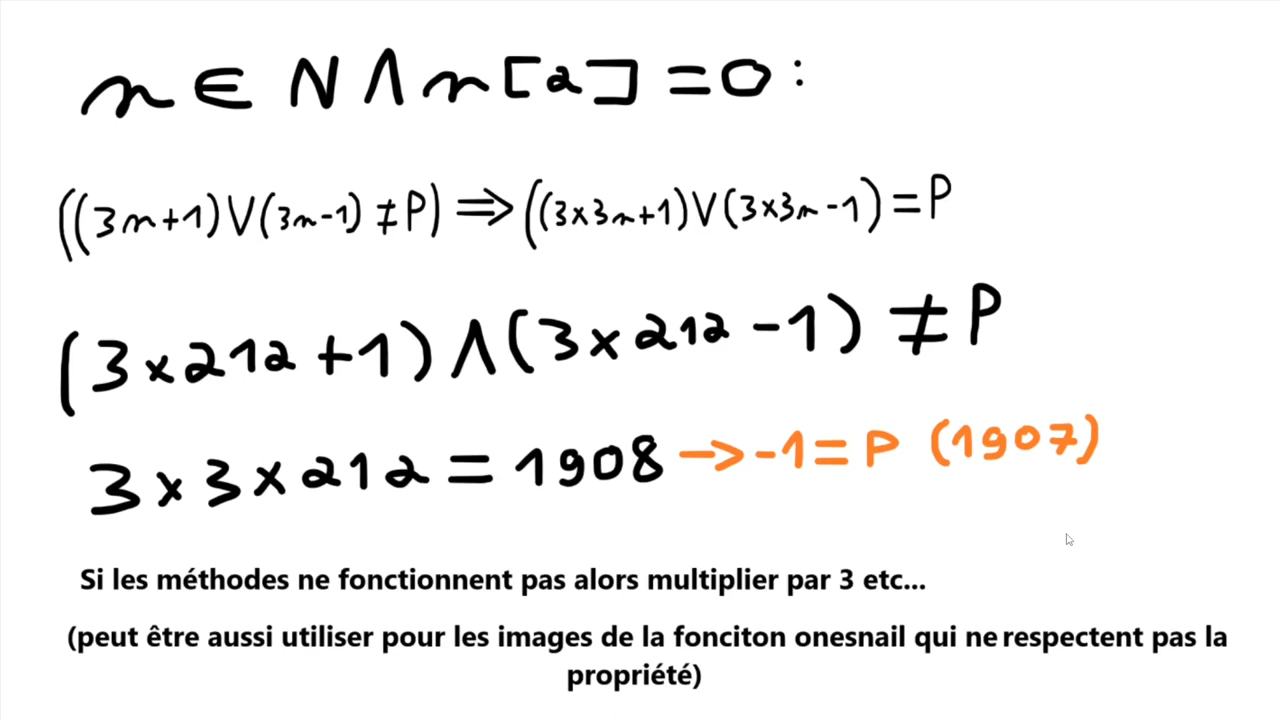 n ∈ N ∧ n [2] = 0 :
((3n+1) V (3n-1) ≠ P) ⇒ ((3×3n+1) V (3×3n-1) = P
(3 × 212 + 1) ∧ (3 × 212 - 1) ≠ P
3 × 3 × 212 = 1908 → -1 = P (1907)
Si les méthodes ne fonctionnent pas alors multiplier par 3 etc...
(peut être aussi utiliser pour les images de la fonciton onesnail qui ne respectent pas la
propriété)